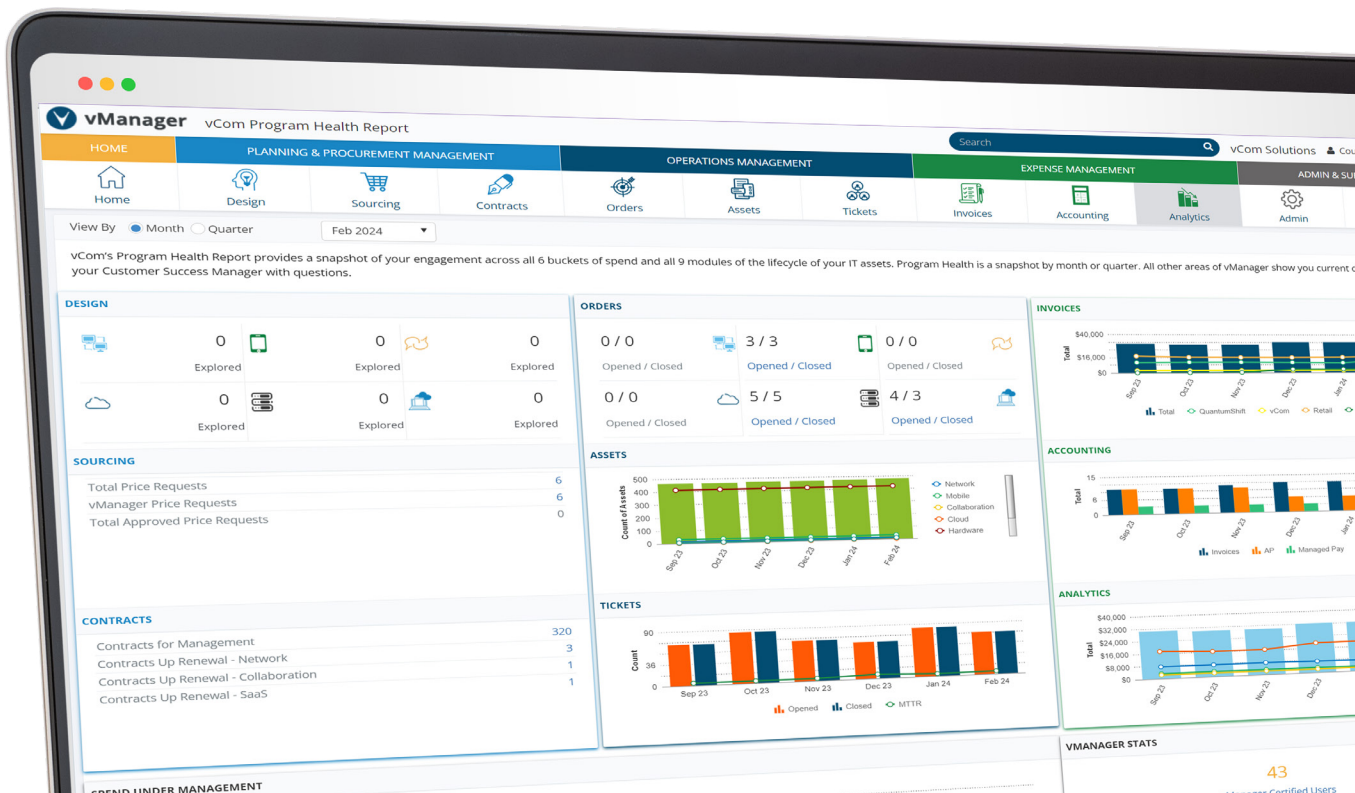 vManager vCom Program Health Report
Search
vCom Solutions
HOME
PLANNING & PROCUREMENT MANAGEMENT
OPERATIONS MANAGEMENT
EXPENSE MANAGEMENT
ADMIN &
Home
Design
Sourcing
Contracts
Orders
Assets
Tickets
Invoices
Accounting
Analytics
Admin
View By Month Quarter Feb 2024
vCom's Program Health Report provides a snapshot of your engagement across all 6 buckets of spend and all 9 modules of the lifecycle of your IT assets. Program Health is a snapshot by month or quarter. All other areas of vManager show you current
your Customer Success Manager with questions.
DESIGN
0 0 0
Explored Explored Explored
0 0 0
Explored Explored Explored
SOURCING
Total Price Requests 6
vManager Price Requests 6
Total Approved Price Requests 0
CONTRACTS
Contracts for Management 320
Contracts Up Renewal - Network 3
Contracts Up Renewal - Collaboration 1
Contracts Up Renewal - SaaS 1
ORDERS
0 / 0 3 / 3 0 / 0
Opened / Closed Opened / Closed Opened / Closed
0 / 0 5 / 5 4 / 3
Opened / Closed Opened / Closed Opened / Closed
ASSETS
Count of Assets
500
400
300
200
100
0
Sep 23 Oct 23 Nov 23 Dec 23 Jan 24 Feb 24
Network
Mobile
Collaboration
Cloud
Hardware
TICKETS
Count
90
36
0
Sep 23 Oct 23 Nov 23 Dec 23 Jan 24 Feb 24
Opened Closed MTTR
INVOICES
Total
$40,000
$16,000
$0
Sep 23 Oct 23 Nov 23 Dec 23 Jan 24
Total QuantumShift vCom Retail
ACCOUNTING
Total
15
6
0
Sep 23 Oct 23 Nov 23 Dec 23 Jan 24
Invoices AP Managed Pay
ANALYTICS
Total
$40,000
$32,000
$24,000
$16,000
$8,000
$0
Sep 23 Oct 23 Nov 23 Dec 23
VMANAGER STATS
43
Certified Users
SPEND UNDER MANAGEMENT